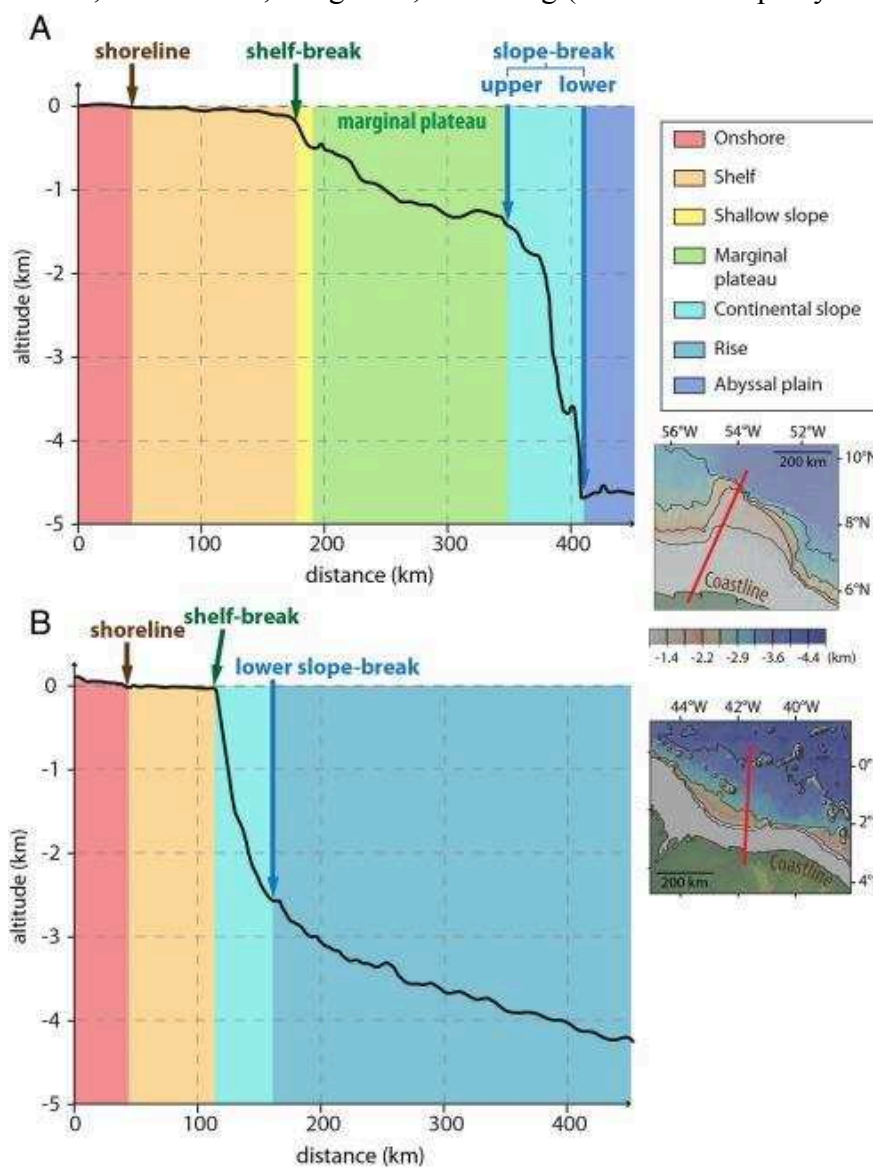 A
shoreline
shelf-break
slope-break
upper lower
marginal plateau
0
-1
-2
-3
-4
-5
altitude (km)
0 100 200 300 400
distance (km)
Onshore
Shelf
Shallow slope
Marginal
plateau
Continental slope
Rise
Abyssal plain
56°W 54°W 52°W
200 km
10°N
8°N
6°N
Coastline
-1.4 -2.2 -2.9 -3.6 -4.4 (km)
B
shoreline
shelf-break
lower slope-break
0
-1
-2
-3
-4
-5
altitude (km)
0 100 200 300 400
distance (km)
44°W 42°W 40°W
0°
2°
4°
Coastline
200 km